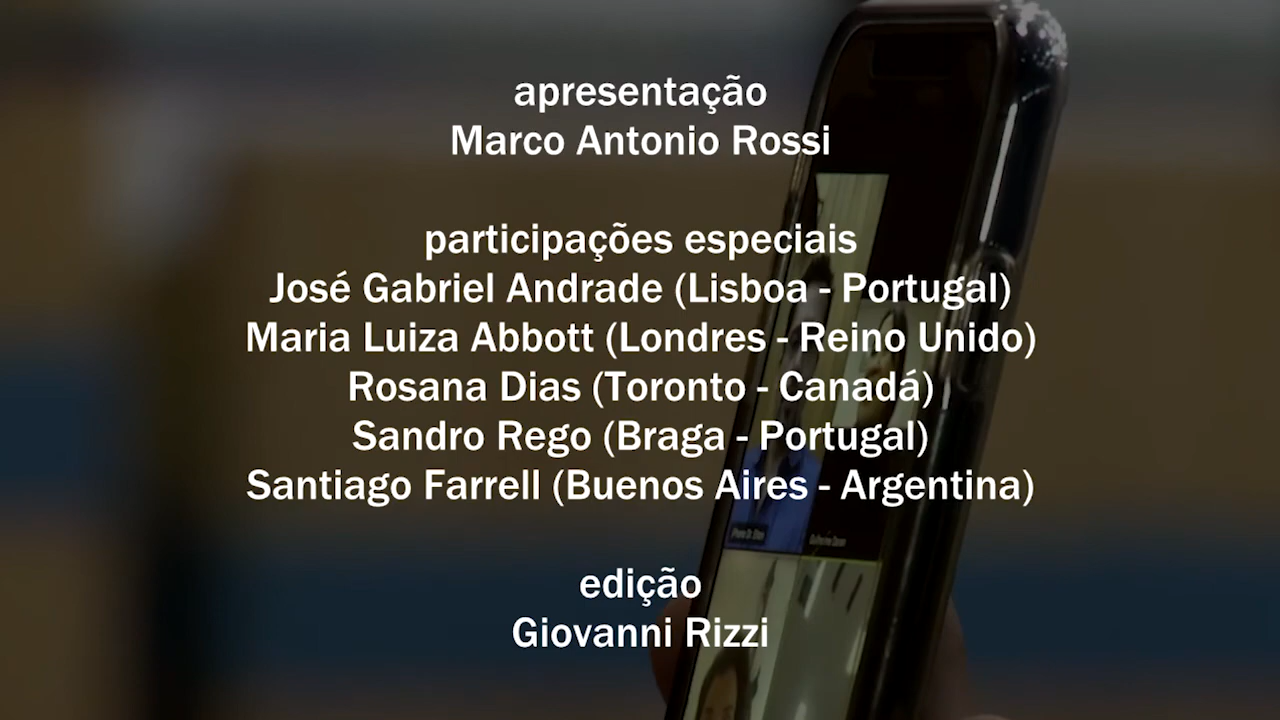 apresentação
Marco Antonio Rossi
participações especiais
José Gabriel Andrade (Lisboa - Portugal)
Maria Luiza Abbott (Londres - Reino Unido)
Rosana Dias (Toronto - Canadá)
Sandro Rego (Braga - Portugal)
Santiago Farrell (Buenos Aires - Argentina)
edição
Giovanni Rizzi